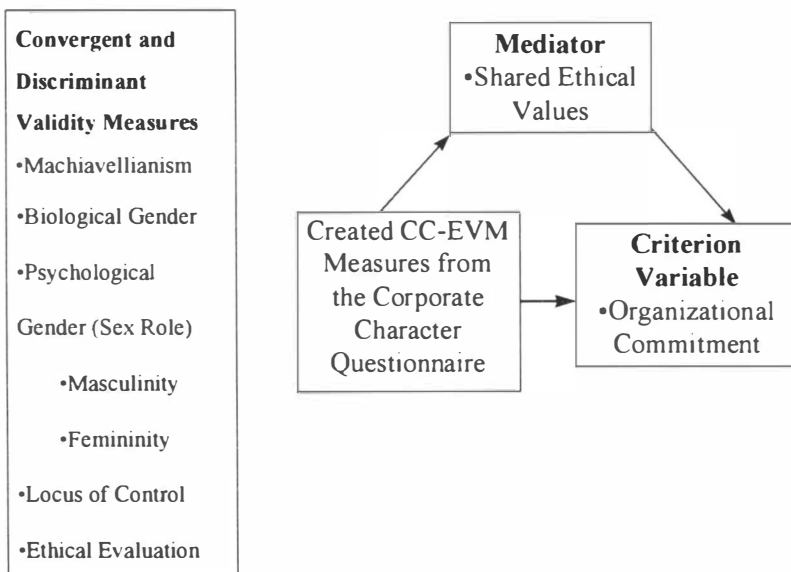 Convergent and
Discriminant
Validity Measures
•Machiavellianism
•Biological Gender
•Psychological
Gender (Sex Role)
•Masculinity
•Femininity
•Locus of Control
•Ethical Evaluation
Mediator
•Shared Ethical
Values
Created CC-EVM
Measures from
the Corporate
Character
Questionnaire
Criterion
Variable
•Organizational
Commitment